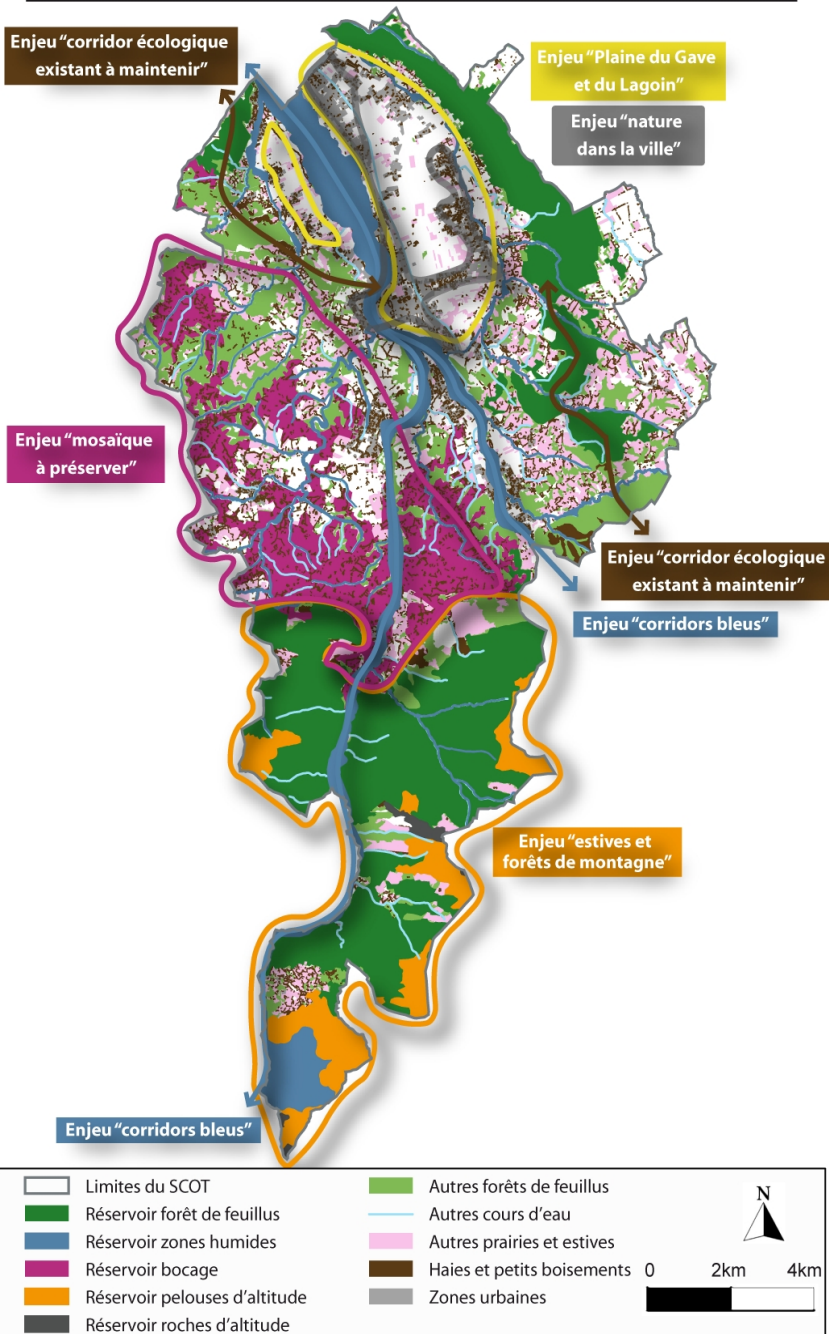 Enjeu “corridor écologique
existant à maintenir”
Enjeu “Plaine du Gave
et du Lagoin”
Enjeu “nature
dans la ville”
Enjeu “mosaïque
à préserver”
Enjeu “corridor écologique
existant à maintenir”
Enjeu “corridors bleus”
Enjeu “estives et
forêts de montagne”
Enjeu “corridors bleus”
Limites du SCOT
Réservoir forêt de feuillus
Réservoir zones humides
Réservoir bocage
Réservoir pelouses d’altitude
Réservoir roches d’altitude
Autres forêts de feuillus
Autres cours d’eau
Autres prairies et estives
Haies et petits boisements
Zones urbaines
N
0 2km 4km